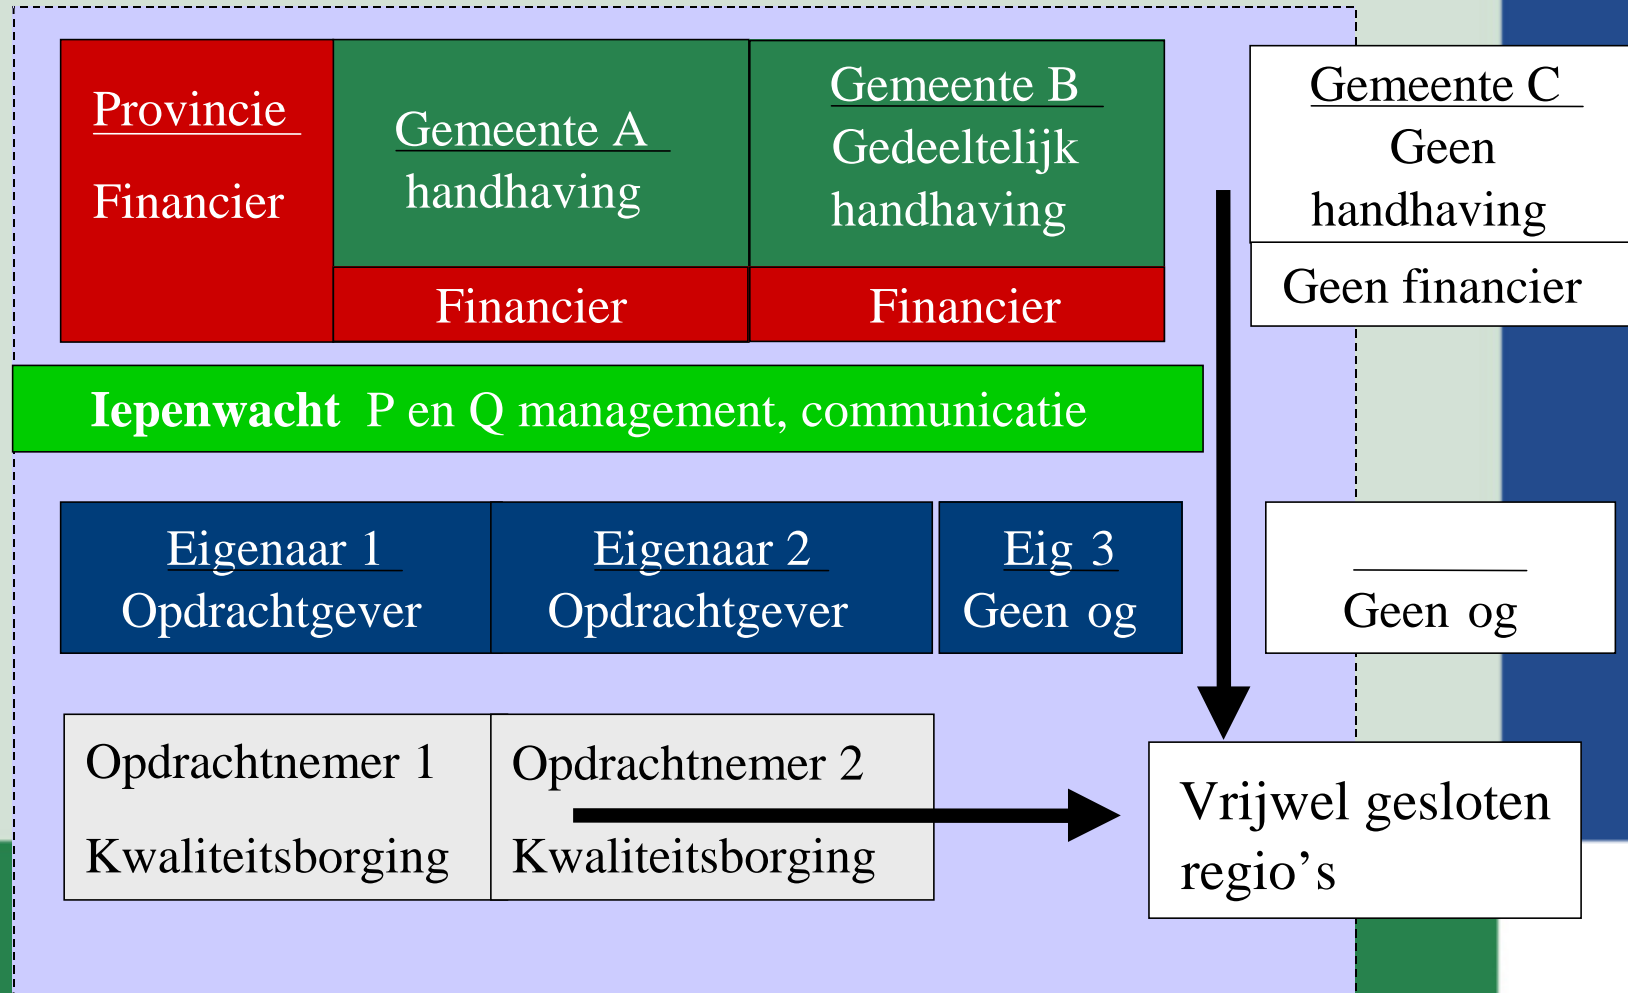 Provincie
Financier
Gemeente A
handhaving
Financier
Gemeente B
Gedeeltelijk
handhaving
Financier
Gemeente C
Geen
handhaving
Geen financier
Iepenwacht P en Q management, communicatie
Eigenaar 1
Opdrachtgever
Eigenaar 2
Opdrachtgever
Eig 3
Geen og
Geen og
Opdrachtnemer 1
Kwaliteitsborging
Opdrachtnemer 2
Kwaliteitsborging
Vrijwel gesloten
regio’s